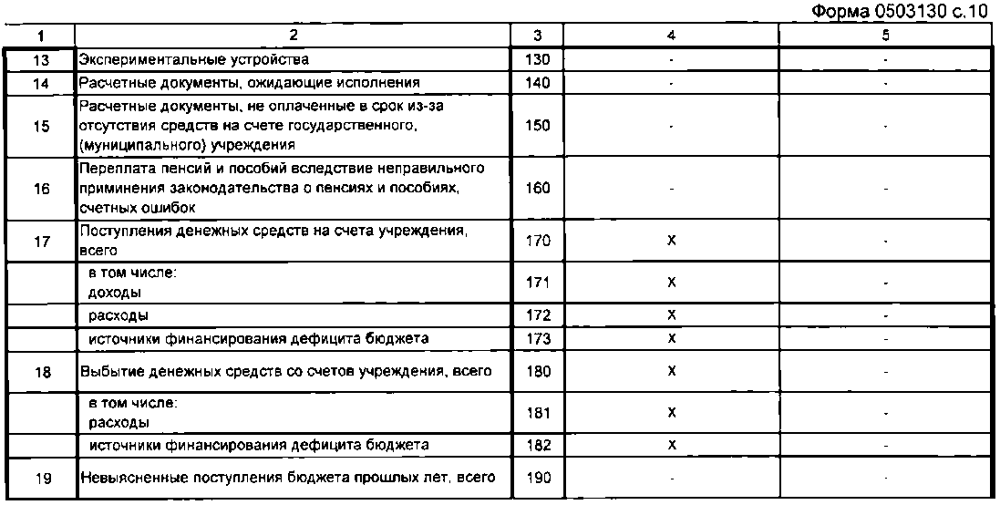 Форма 0503130 с.10
1 2 3 4 5
13 Экспериментальные устройства 130 - -
14 Расчетные документы, ожидающие исполнения 140 - -
Расчетные документы, не оплаченные в срок из-за
15 отсутствия средств на счете государственного, 150 - -
(муниципального) учреждения
Переплата пенсий и пособий вследствие неправильного
16 приминения законодательства о пенсиях и пособиях, 160 - -
счетных ошибок
17 Поступления денежных средств на счета учреждения, 170 X -
всего
в том числе: 171 X -
доходы
расходы 172 X -
источники финансирования дефицита бюджета 173 X -
18 Выбытие денежных средств со счетов учреждения, всего 180 X -
в том числе: 181 X -
расходы
источники финансирования дефицита бюджета 182 X -
19 Невыясненные поступления бюджета прошлых лет, всего 190 - -